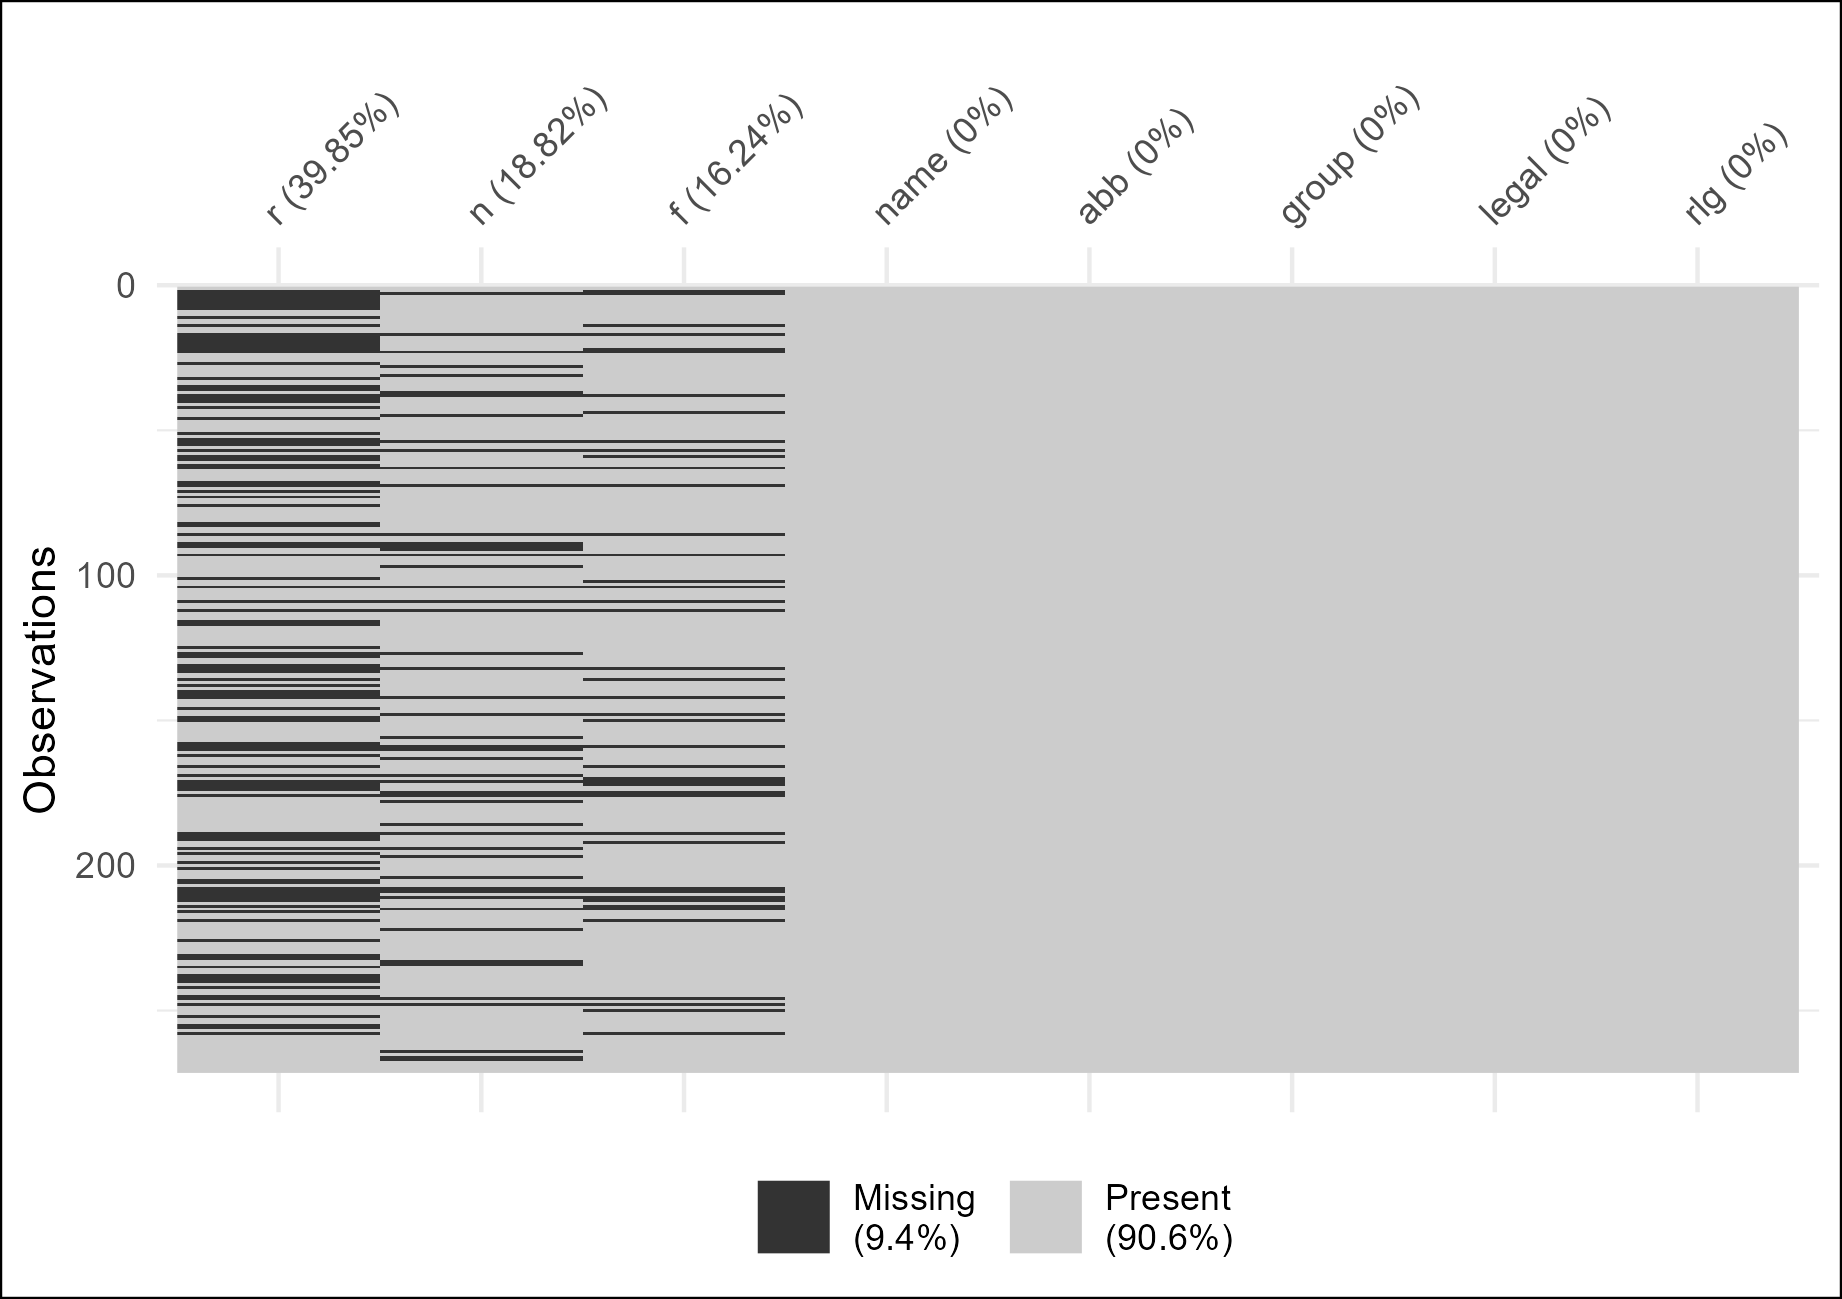 r (39.85%)
n (18.82%)
f (16.24%)
name (0%)
abb (0%)
group (0%)
legal (0%)
rlg (0%)
0
100
200
Observations
Missing
(9.4%)
Present
(90.6%)